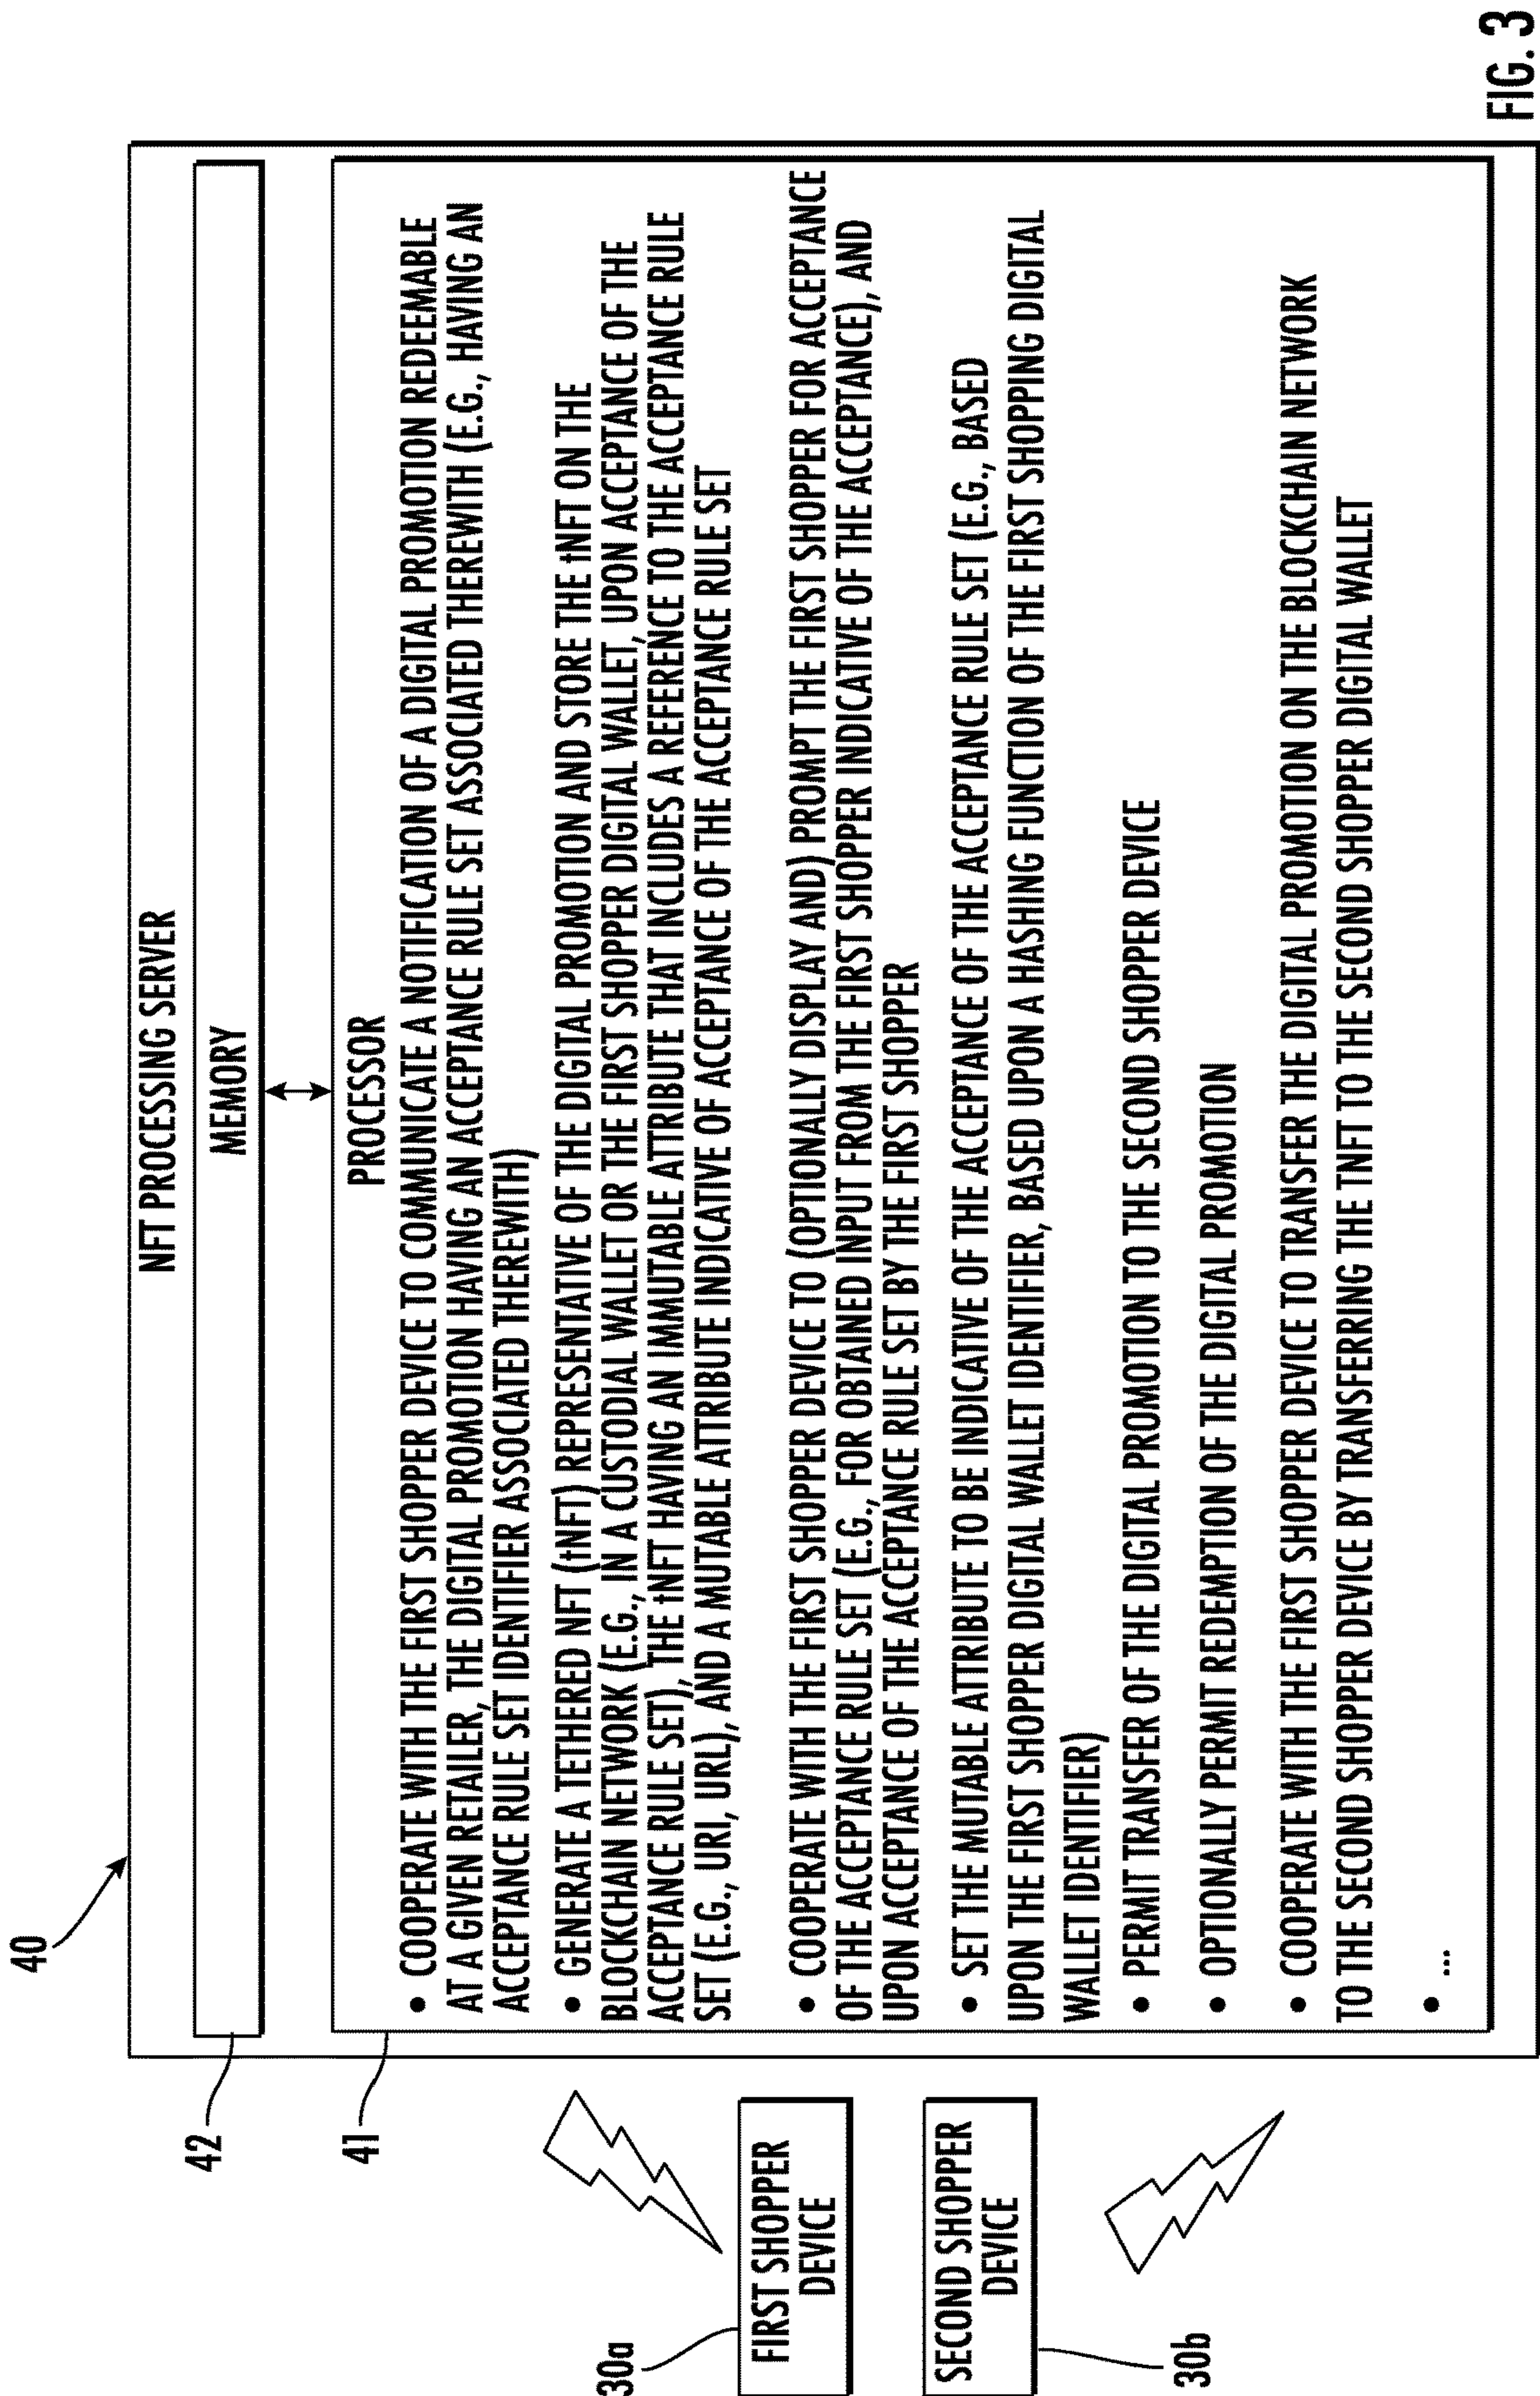 40
NFT PROCESSING SERVER
42
MEMORY
41
PROCESSOR
• COOPERATE WITH THE FIRST SHOPPER DEVICE TO COMMUNICATE A NOTIFICATION OF A DIGITAL PROMOTION REDEEMABLE
AT A GIVEN RETAILER, THE DIGITAL PROMOTION HAVING AN ACCEPTANCE RULE SET ASSOCIATED THEREWITH (E.G., HAVING AN
ACCEPTANCE RULE SET IDENTIFIER ASSOCIATED THEREWITH)
• GENERATE A TETHERED NFT (tNFT) REPRESENTATIVE OF THE DIGITAL PROMOTION AND STORE THE tNFT ON THE
BLOCKCHAIN NETWORK (E.G., IN A CUSTODIAL WALLET OR THE FIRST SHOPPER DIGITAL WALLET, UPON ACCEPTANCE OF THE
ACCEPTANCE RULE SET), THE tNFT HAVING AN IMMUTABLE ATTRIBUTE THAT INCLUDES A REFERENCE TO THE ACCEPTANCE RULE
SET (E.G., URI, URL), AND A MUTABLE ATTRIBUTE INDICATIVE OF ACCEPTANCE OF THE ACCEPTANCE RULE SET
• COOPERATE WITH THE FIRST SHOPPER DEVICE TO (OPTIONALLY DISPLAY AND) PROMPT THE FIRST SHOPPER FOR ACCEPTANCE
OF THE ACCEPTANCE RULE SET (E.G., FOR OBTAINED INPUT FROM THE FIRST SHOPPER INDICATIVE OF THE ACCEPTANCE), AND
UPON ACCEPTANCE OF THE ACCEPTANCE RULE SET BY THE FIRST SHOPPER
• SET THE MUTABLE ATTRIBUTE TO BE INDICATIVE OF THE ACCEPTANCE OF THE ACCEPTANCE RULE SET (E.G., BASED
UPON THE FIRST SHOPPER DIGITAL WALLET IDENTIFIER, BASED UPON A HASHING FUNCTION OF THE FIRST SHOPPING DIGITAL
WALLET IDENTIFIER)
• PERMIT TRANSFER OF THE DIGITAL PROMOTION TO THE SECOND SHOPPER DEVICE
• OPTIONALLY PERMIT REDEMPTION OF THE DIGITAL PROMOTION
• COOPERATE WITH THE FIRST SHOPPER DEVICE TO TRANSFER THE DIGITAL PROMOTION ON THE BLOCKCHAIN NETWORK
TO THE SECOND SHOPPER DEVICE BY TRANSFERRING THE TNFT TO THE SECOND SHOPPER DIGITAL WALLET
• ...
30a
FIRST SHOPPER
DEVICE
SECOND SHOPPER
DEVICE
30b
FIG. 3